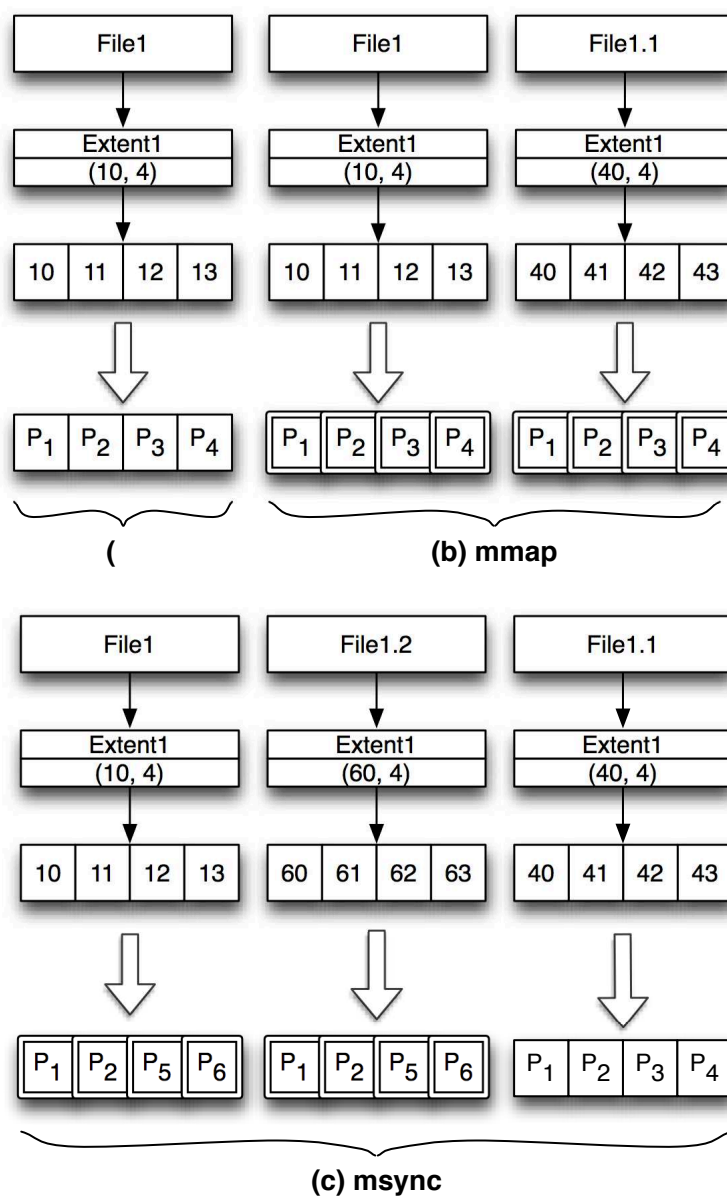 File1 File1 File1.1
Extent1 Extent1 Extent1
(10, 4) (10, 4) (40, 4)
10 11 12 13 10 11 12 13 40 41 42 43
P1 P2 P3 P4 P1 P2 P3 P4 P1 P2 P3 P4
( (b) mmap
File1 File1.2 File1.1
Extent1 Extent1 Extent1
(10, 4) (60, 4) (40, 4)
10 11 12 13 60 61 62 63 40 41 42 43
P1 P2 P5 P6 P1 P2 P5 P6 P1 P2 P3 P4
(c) msync